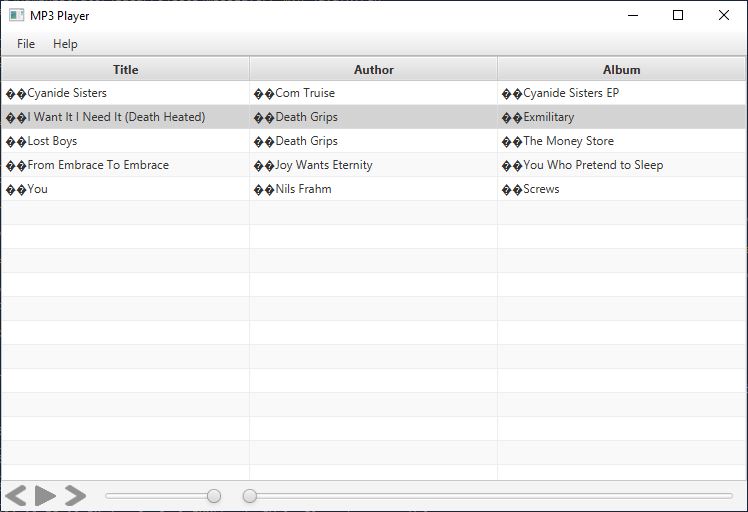 MP3 Player
File Help
Title Author Album
��Cyanide Sisters ��Com Truise ��Cyanide Sisters EP
��I Want It I Need It (Death Heated) ��Death Grips ��Exmilitary
��Lost Boys ��Death Grips ��The Money Store
��From Embrace To Embrace ��Joy Wants Eternity ��You Who Pretend to Sleep
��You ��Nils Frahm ��Screws